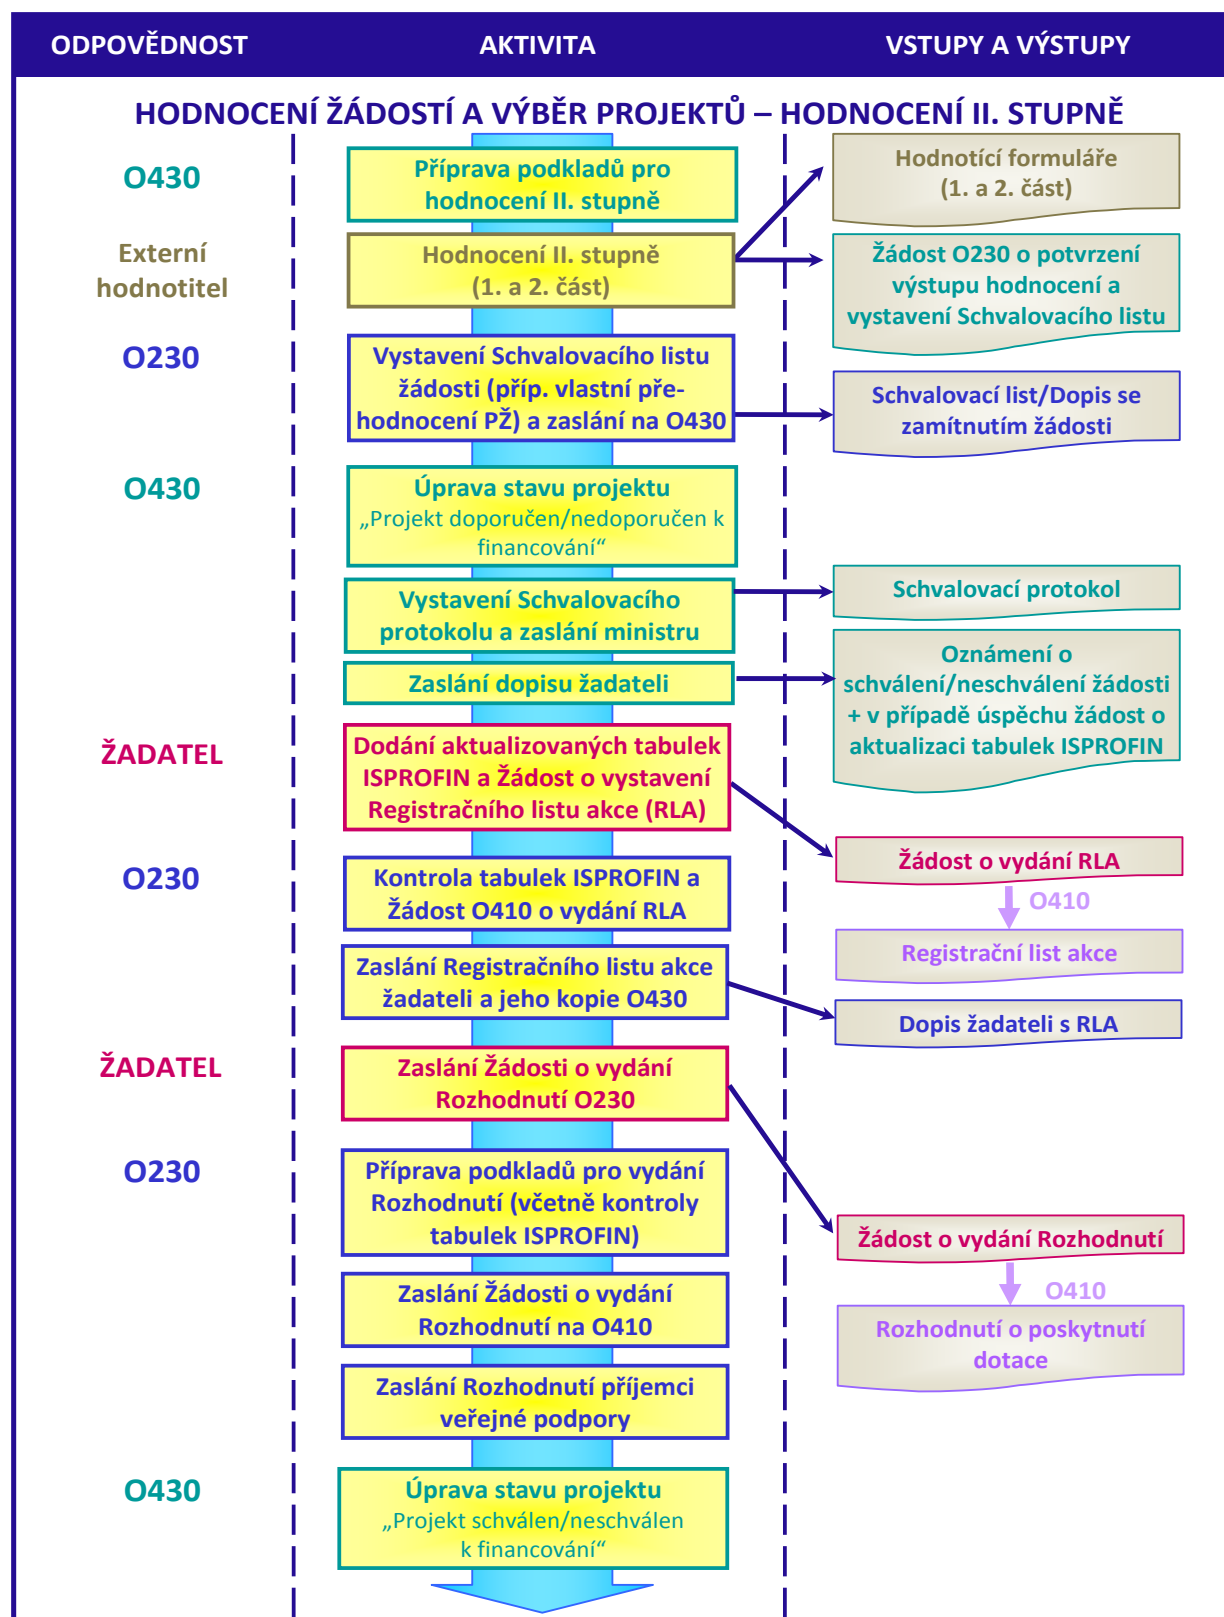 ODPOVĚDNOST
AKTIVITA
VSTUPY A VÝSTUPY
HODNOCENÍ ŽÁDOSTÍ A VÝBĚR PROJEKTŮ – HODNOCENÍ II. STUPNĚ
O430
Příprava podkladů pro
hodnocení II. stupně
Hodnotící formuláře
(1. a 2. část)
Externí
hodnotitel
Hodnocení II. stupně
(1. a 2. část)
Žádost O230 o potvrzení
výstupu hodnocení a
vystavení Schvalovacího listu
O230
Vystavení Schvalovacího listu
žádosti (příp. vlastní pře-
hodnocení PŽ) a zaslání na O430
Schvalovací list/Dopis se
zamítnutím žádosti
O430
Úprava stavu projektu
„Projekt doporučen/nedoporučen k
financování“
Vystavení Schvalovacího
protokolu a zaslání ministru
Schvalovací protokol
Zaslání dopisu žadateli
Oznámení o
schválení/neschválení žádosti
+ v případě úspěchu žádost o
aktualizaci tabulek ISPROFIN
ŽADATEL
Dodání aktualizovaných tabulek
ISPROFIN a Žádost o vystavení
Registračního listu akce (RLA)
Žádost o vydání RLA
O410
Registrační list akce
O230
Kontrola tabulek ISPROFIN a
Žádost O410 o vydání RLA
Zaslání Registračního listu akce
žadateli a jeho kopie O430
Dopis žadateli s RLA
ŽADATEL
Zaslání Žádosti o vydání
Rozhodnutí O230
O230
Příprava podkladů pro vydání
Rozhodnutí (včetně kontroly
tabulek ISPROFIN)
Žádost o vydání Rozhodnutí
O410
Rozhodnutí o poskytnutí
dotace
Zaslání Žádosti o vydání
Rozhodnutí na O410
Zaslání Rozhodnutí příjemci
veřejné podpory
O430
Úprava stavu projektu
„Projekt schválen/neschválen
k financování“